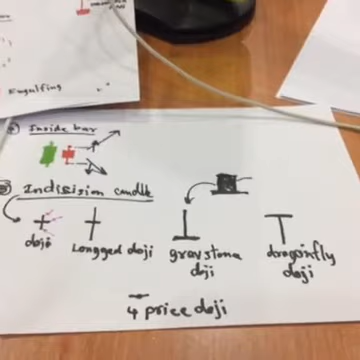 Engulfing
Inside bar
Indisision candle
doji
Longged doji
gravstone
doji
dragonfly
doji
4 price doji